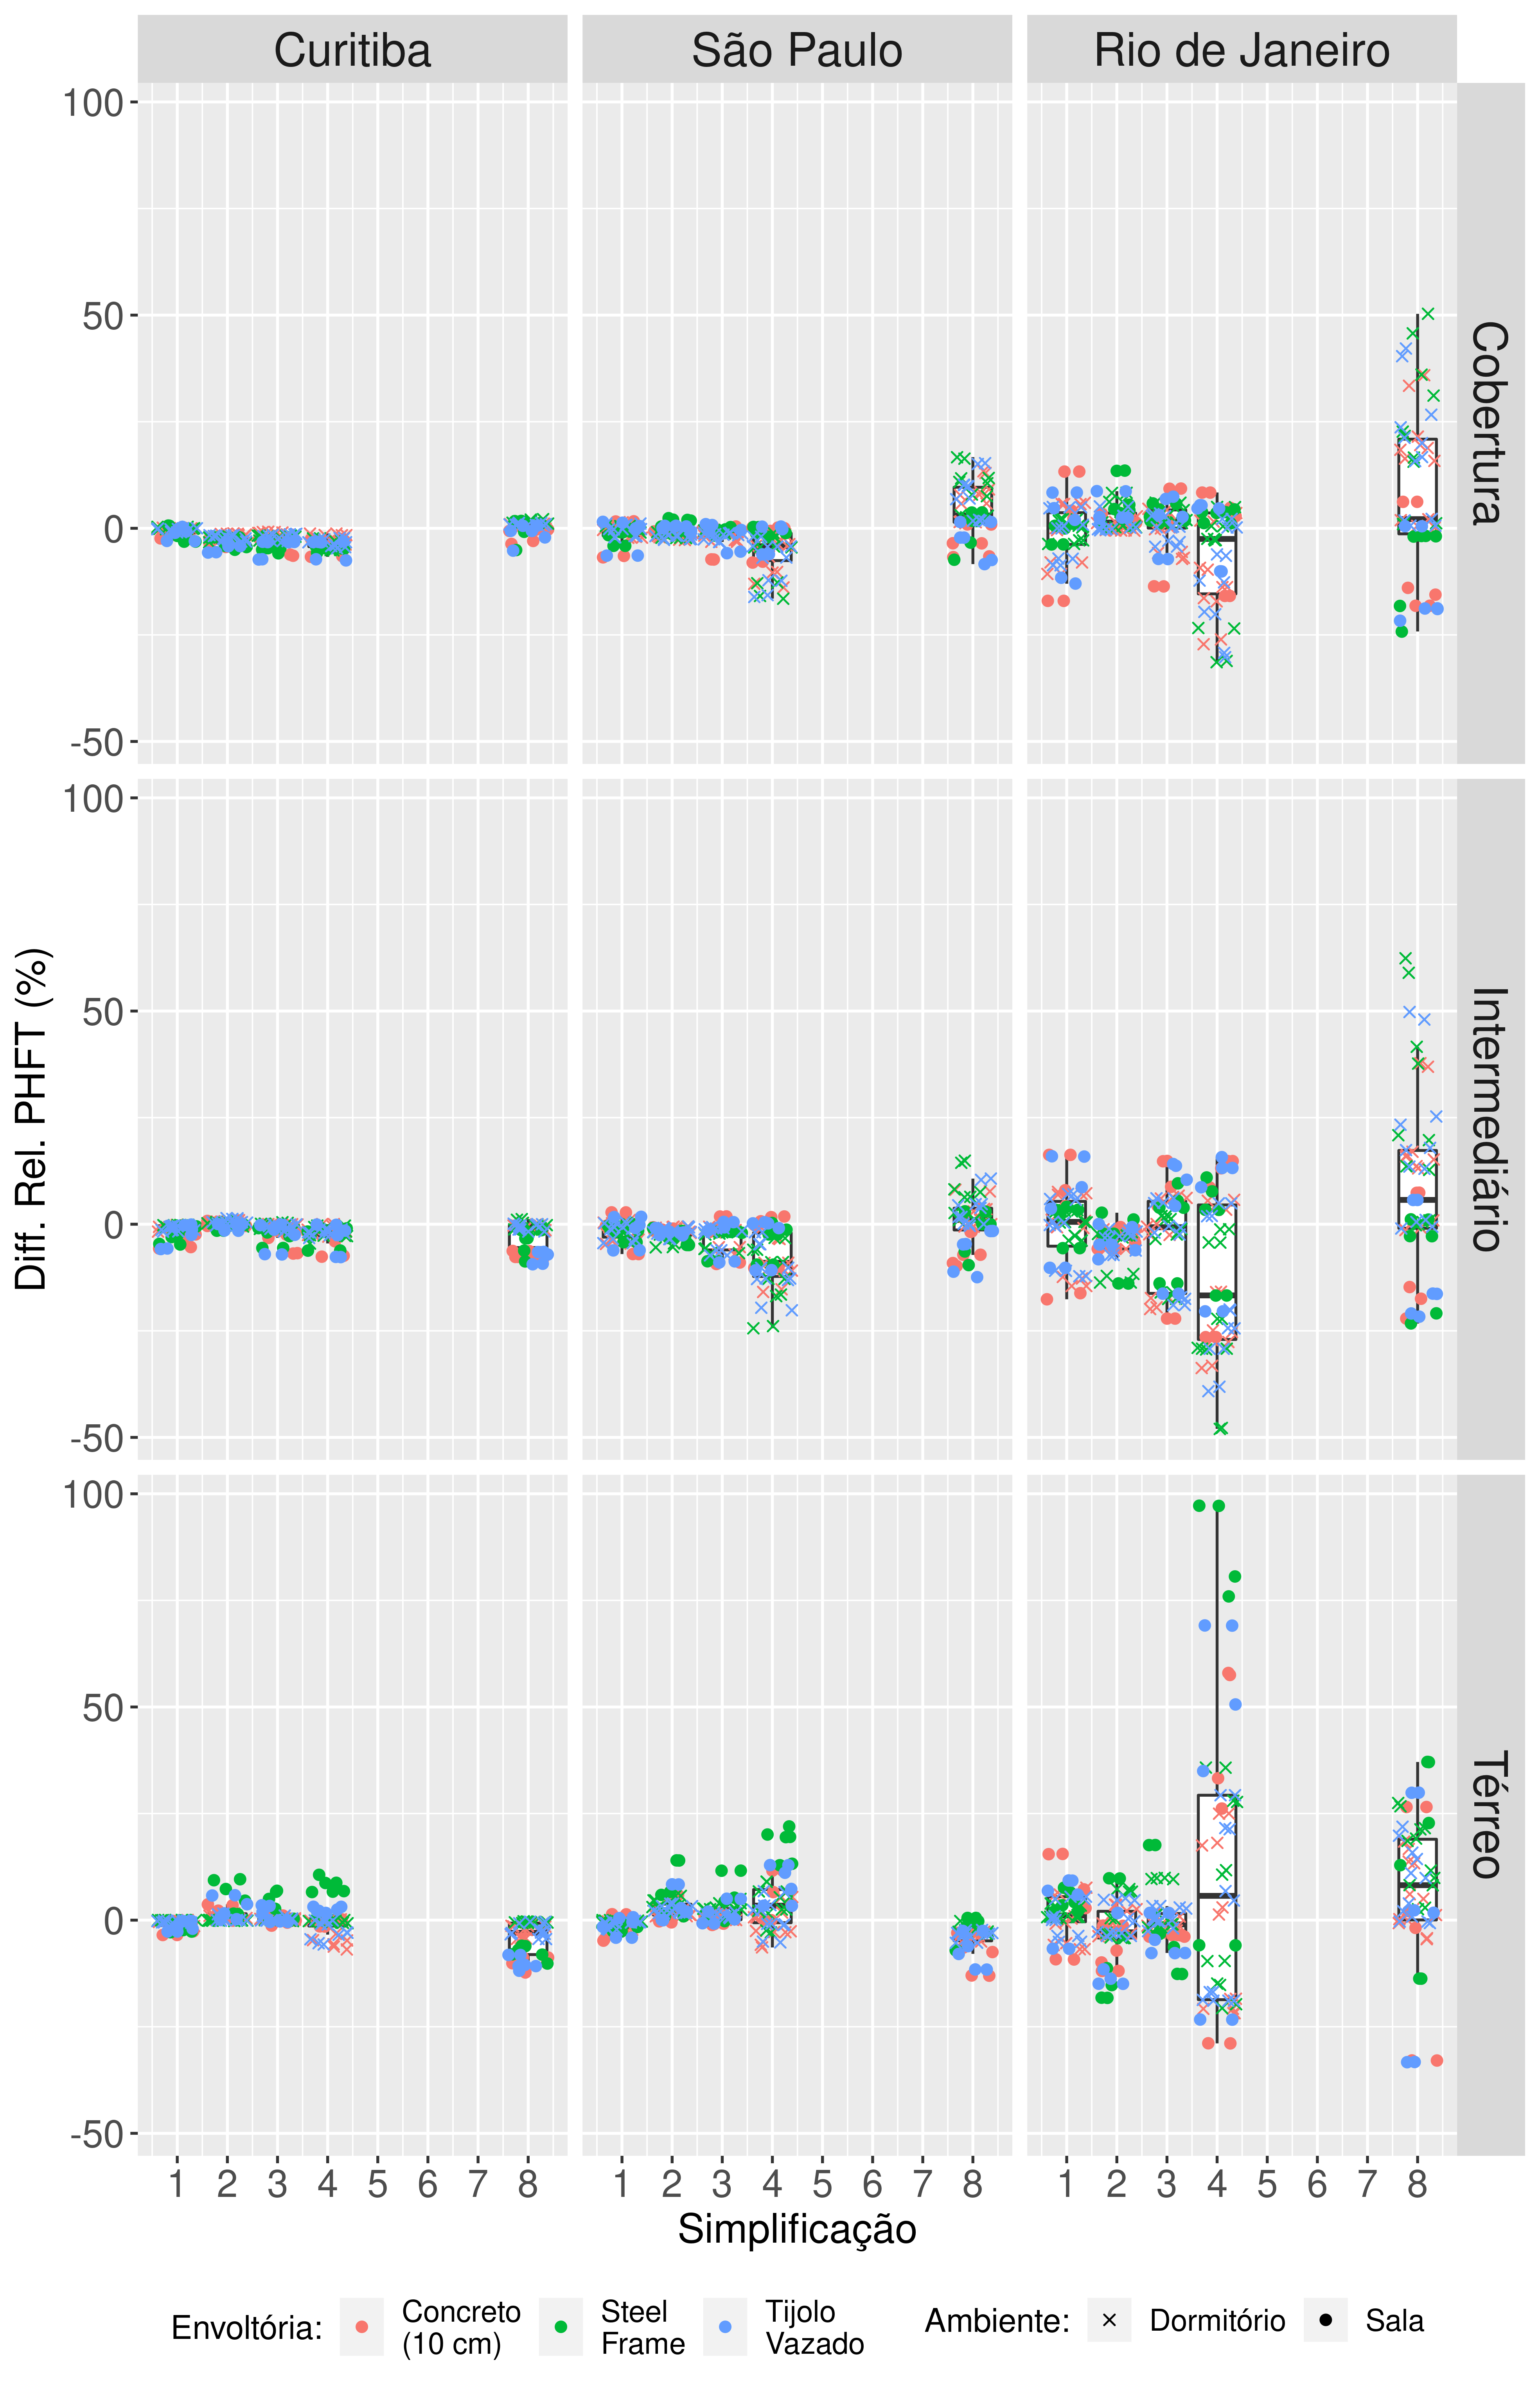 Curitiba
São Paulo
Rio de Janeiro
100
50
0
-50
Cobertura
100
50
0
-50
Intermediário
100
50
0
-50
Térreo
Diff. Rel. PHFT (%)
1 2 3 4 5 6 7 8
1 2 3 4 5 6 7 8
1 2 3 4 5 6 7 8
Simplificação
Envoltória:
Concreto
(10 cm)
Steel
Frame
Tijolo
Vazado
Ambiente:
Dormitório
Sala